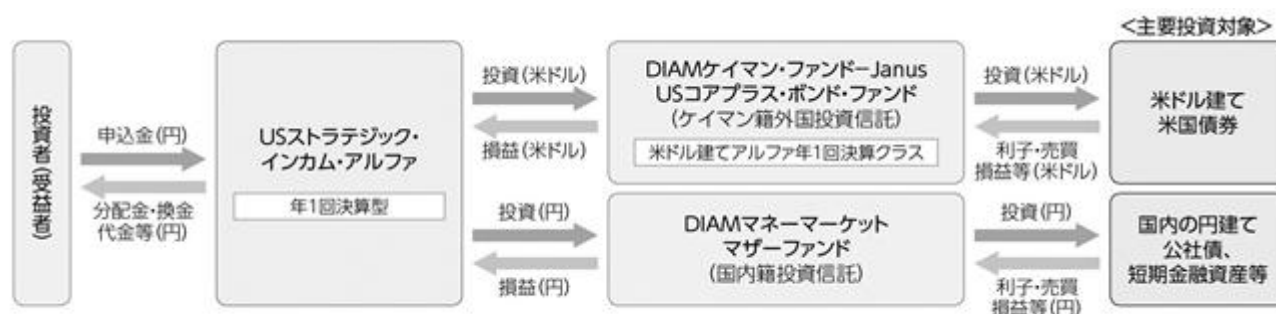 <主要投資対象>
投資者(受益者)
申込金(円)
分配金・換金
代金等(円)
USストラテジック・
インカム・アルファ
年1回決算型
投資(米ドル)
損益(米ドル)
DIAMケイマン・ファンド−Janus
USコアプラス・ボンド・ファンド
(ケイマン籍外国投資信託)
米ドル建てアルファ年1回決算クラス
投資(米ドル)
利子・売買
損益等(米ドル)
米ドル建て
米国債券
投資(円)
損益(円)
DIAMマネーマーケット
マザーファンド
(国内籍投資信託)
投資(円)
利子・売買
損益等(円)
国内の円建て
公社債、
短期金融資産等